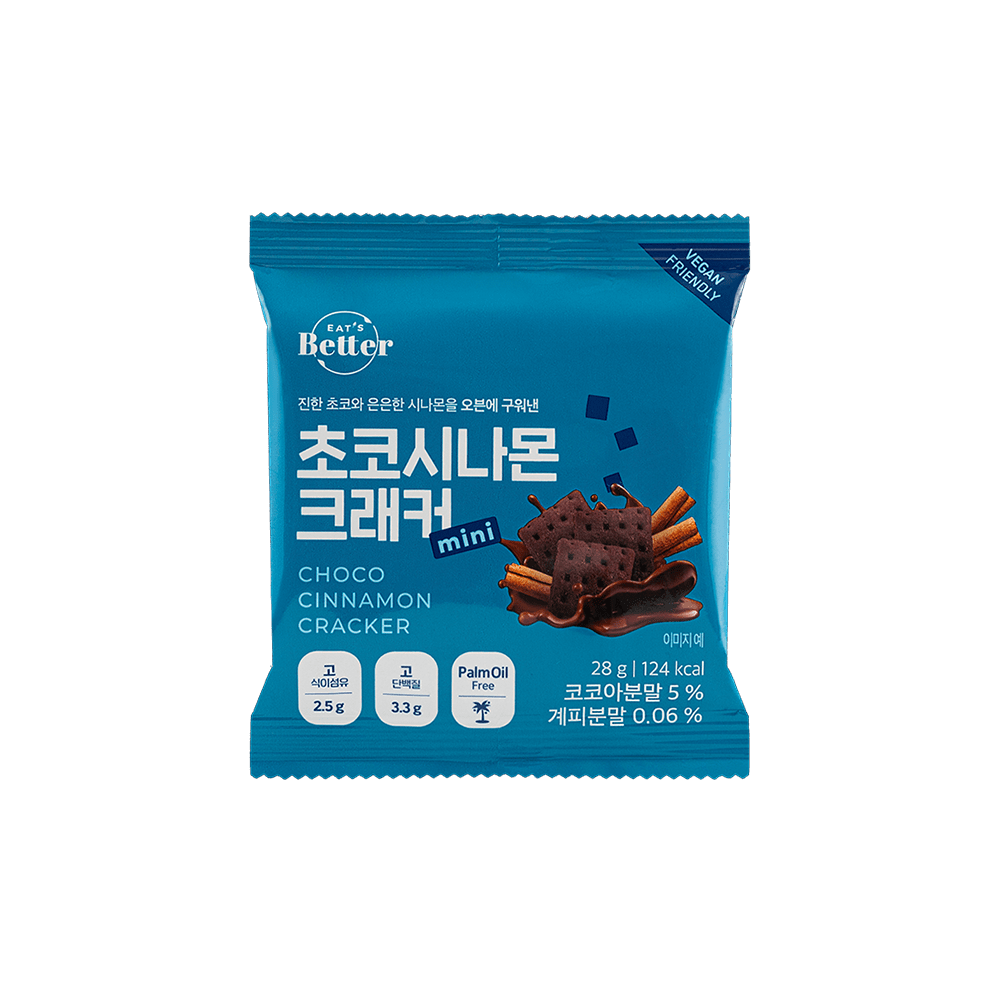 VEGAN
FRIENDLY
EAT'S
Better
진한 초코와 은은한 시나몬을 오븐에 구워낸
초코시나몬
크래커
mini
CHOCO
CINNAMON
CRACKER
이미지 예
고
식이섬유
2.5 g
고
단백질
3.3 g
Palm Oil
Free
28 g | 124 kcal
코코아분말 5 %
계피분말 0.06 %